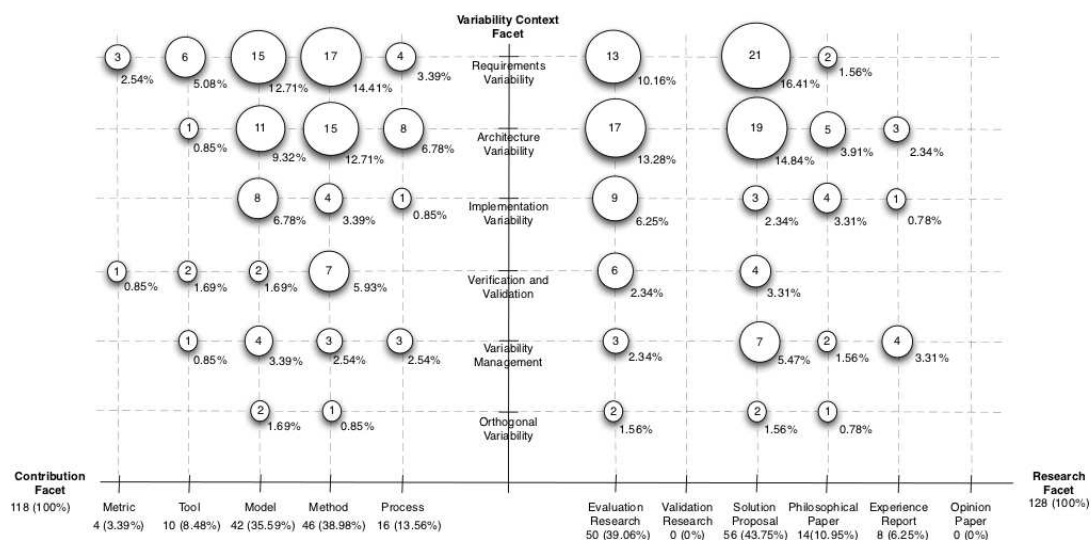 Variability Context
Facet
3 6 15 17 4 13 21 2
2.54% 5.08% 12.71% 14.41% 3.39% Requirements Variability 10.16% 16.41% 1.56%
1 11 15 8 17 19 5 3
0.85% 9.32% 12.71% 6.78% Architecture Variability 13.28% 14.84% 3.91% 2.34%
8 4 1 9 3 4 1
6.78% 3.39% 0.85% Implementation Variability 6.25% 2.34% 3.31% 0.78%
1 2 2 7 6 4
0.85% 1.69% 1.69% 5.93% Verification and Validation 2.34% 3.31%
1 4 3 3 3 7 2 4
0.85% 3.39% 2.54% 2.54% Variability Management 2.34% 5.47% 1.56% 3.31%
2 1 2 2 1
1.69% 0.85% Orthogonal Variability 1.56% 1.56% 0.78%
Contribution Facet
118 (100%)
Metric
4 (3.39%)
Tool
10 (8.48%)
Model
42 (35.59%)
Method
46 (38.98%)
Process
16 (13.56%)
Evaluation
Research
50 (39.06%)
Validation
Research
0 (0%)
Solution
Proposal
56 (43.75%)
Philosophical
Paper
14(10.95%)
Experience
Report
8 (6.25%)
Opinion
Paper
0 (0%)
Research
Facet
128 (100%)